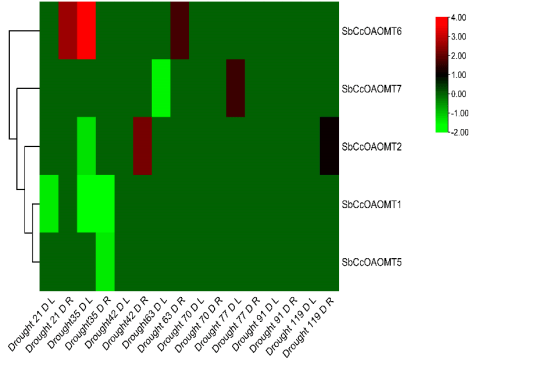 SbCcOAOMT6
SbCcOAOMT7
SbCcOAOMT2
SbCcOAOMT1
SbCcOAOMT5
4.00
3.00
2.00
1.00
0.00
-1.00
-2.00
Drought 21 D L
Drought 21 D R
Drought35 D L
Drought35 D R
Drought42 D L
Drought42 D R
Drought63 D L
Drought 63 D R
Drought 70 D L
Drought 70 D R
Drought 77 D L
Drought 77 D R
Drought 91 D L
Drought 91 D R
Drought 119 D L
Drought 119 D R